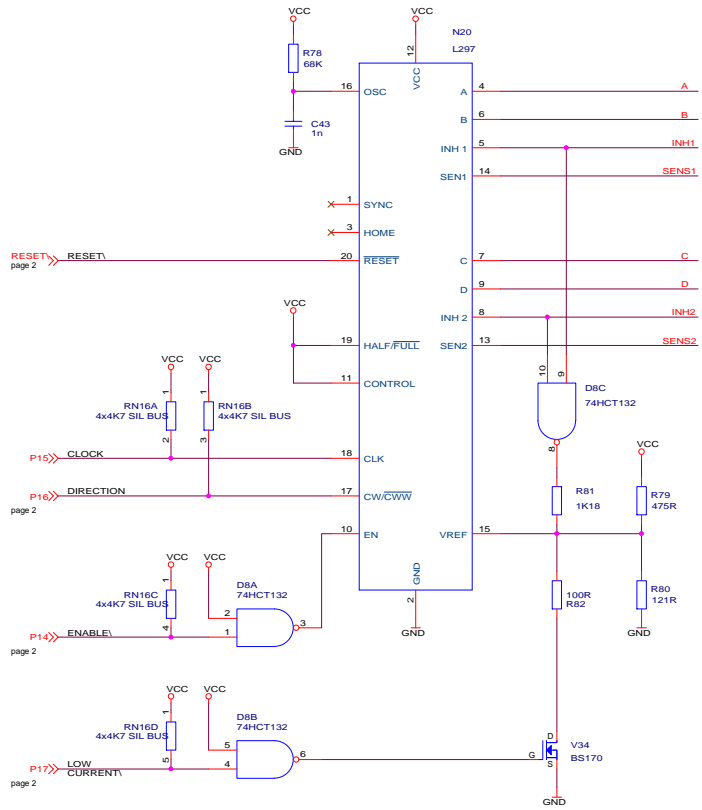 VCC
VCC
N20
L297
R78
68K
12
VCC
16
OSC
A
4
A
C43
1n
GND
B
6
B
INH 1
5
INH1
SEN1
14
SENS1
1
SYNC
3
HOME
RESET\
page 2
RESET\
20
RESET
C
7
C
D
9
D
VCC
INH 2
8
INH2
19
HALF/FULL
SEN2
13
SENS2
11
CONTROL
10
9
D8C
74HCT132
8
VCC
VCC
1
1
RN16A
4x4K7 SIL BUS
RN16B
4x4K7 SIL BUS
2
3
P15
CLOCK
18
CLK
VCC
P16
page 2
DIRECTION
17
CW/CWW
R81
1K18
R79
475R
10
EN
VREF
15
GND
2
GND
VCC
VCC
1
RN16C
4x4K7 SIL BUS
4
D8A
74HCT132
2
1
3
100R
R82
R80
121R
GND
P14
page 2
ENABLE\
VCC
VCC
1
RN16D
4x4K7 SIL BUS
5
D8B
74HCT132
5
4
6
D
G
S
V34
BS170
P17
page 2
LOW
CURRENT\
GND